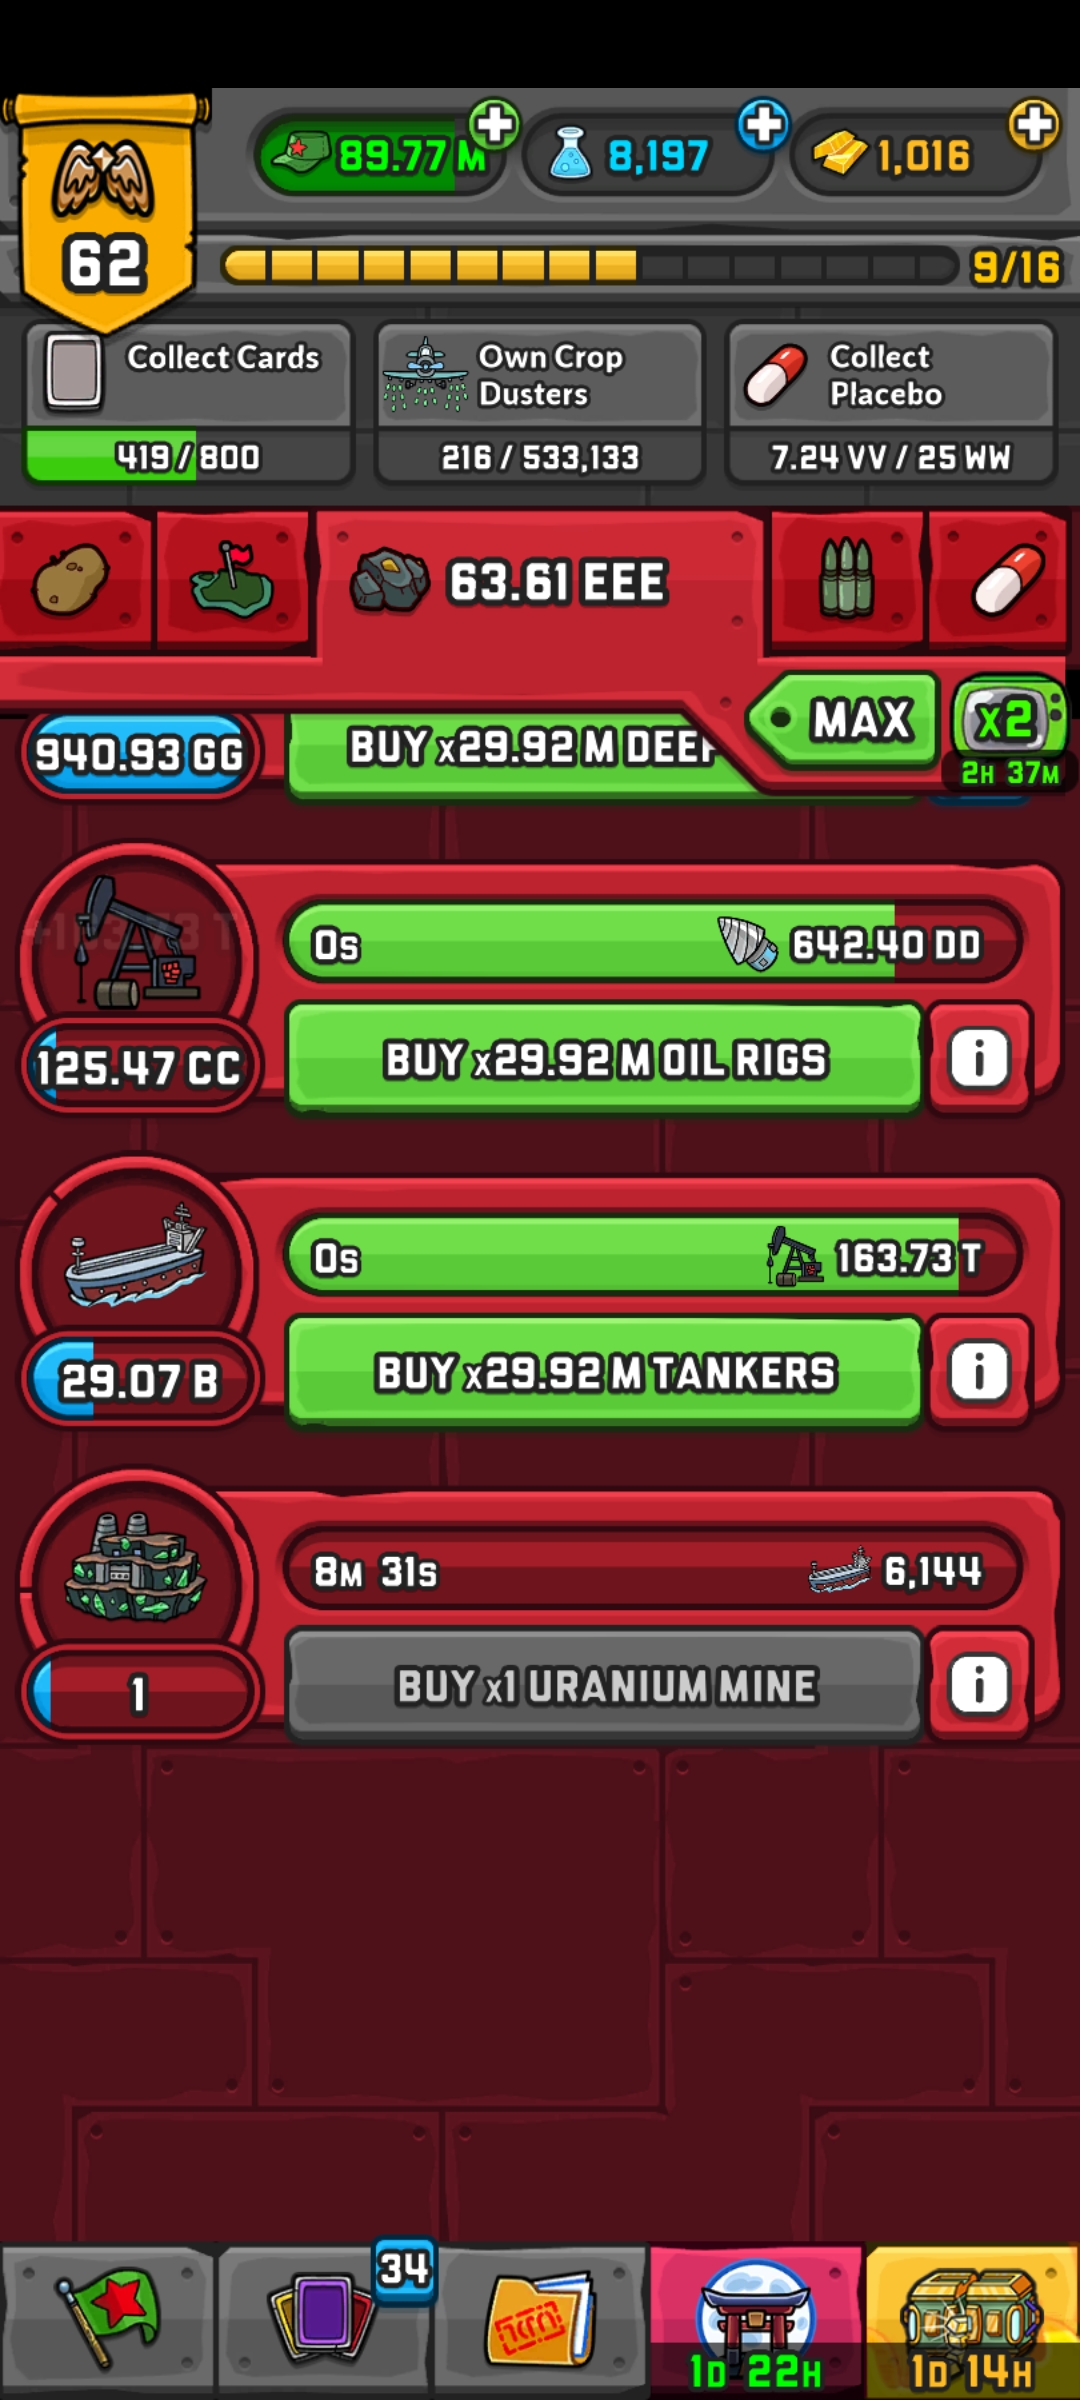 89.77 M
8,197
1,016
62
9/16
Collect Cards
419 / 800
Own Crop
Dusters
216 / 533,133
Collect
Placebo
7.24 VV / 25 WW
63.61 EEE
MAX
x2
2H 37M
940.93 GG
BUY x29.92 M DEEP
0s
642.40 DD
125.47 CC
BUY x29.92 M OIL RIGS
i
0s
163.73 T
29.07 B
BUY x29.92 M TANKERS
i
8M 31s
6,144
1
BUY x1 URANIUM MINE
i
34
1D 22H
1D 14H